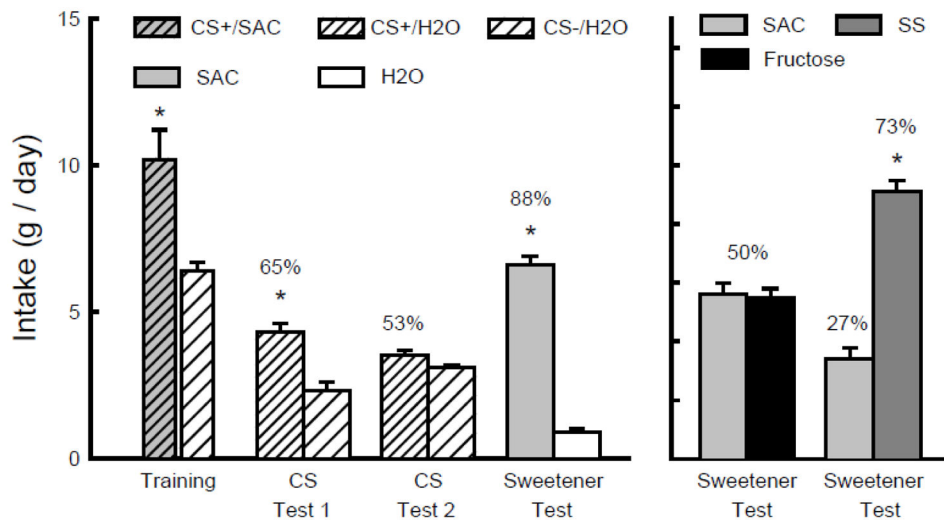 15
CS+/SAC CS+/H2O CS-/H2O
SAC H2O
SAC SS
Fructose
Intake (g / day)
*
10
88%
*
73%
*
65%
*
53%
50%
27%
5
0
Training CS Test 1 CS Test 2 Sweetener Test
Sweetener Test Sweetener Test